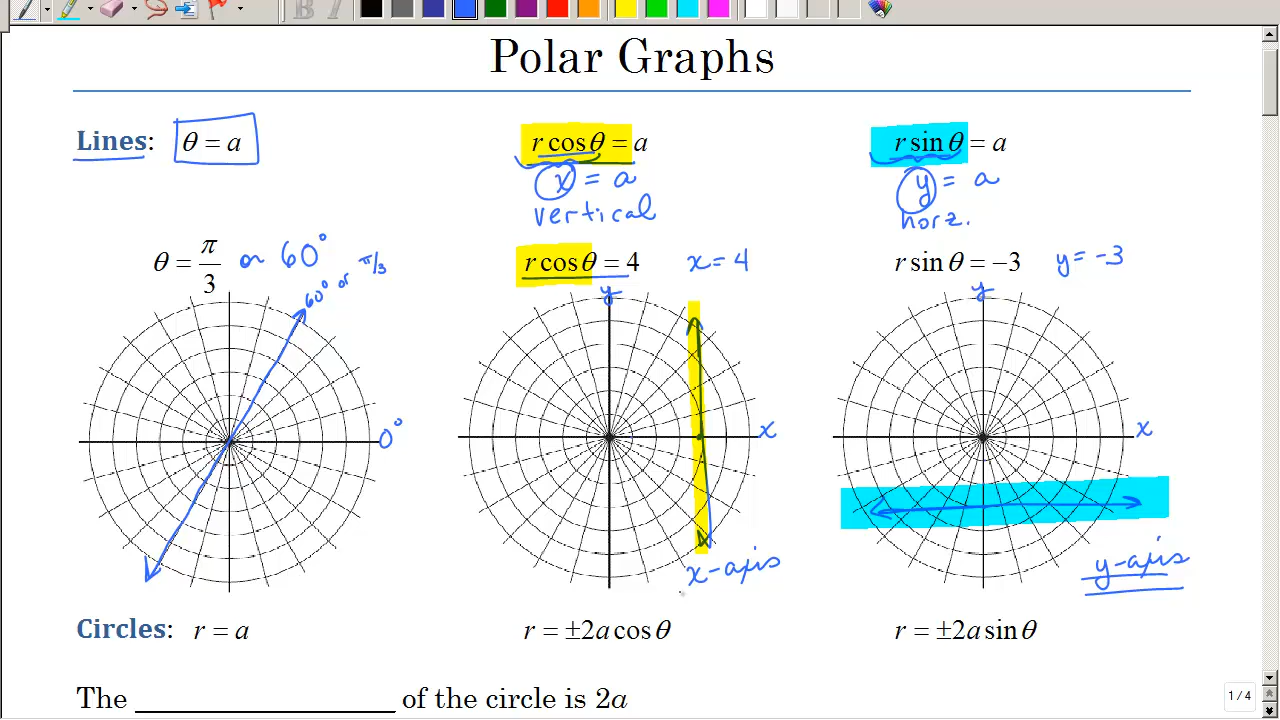 Polar Graphs
Lines: θ = a
r cos θ = a
r sin θ = a
x = a
y = a
vertical
horz.
θ = π/3 or 60°
r cos θ = 4 x = 4
r sin θ = −3 y = −3
60° or π/3
y
y
0°
x
x
x-axis
y-axis
Circles: r = a
r = ±2a cos θ
r = ±2a sin θ
The ____________________ of the circle is 2a
B I
1 / 4